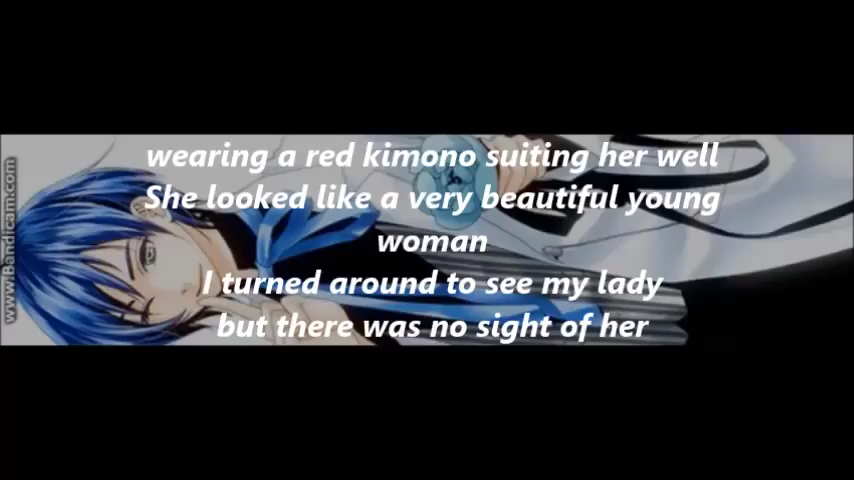 wearing a red kimono suiting her well
She looked like a very beautiful young
woman
I turned around to see my lady
but there was no sight of her
www.Bandicam.com